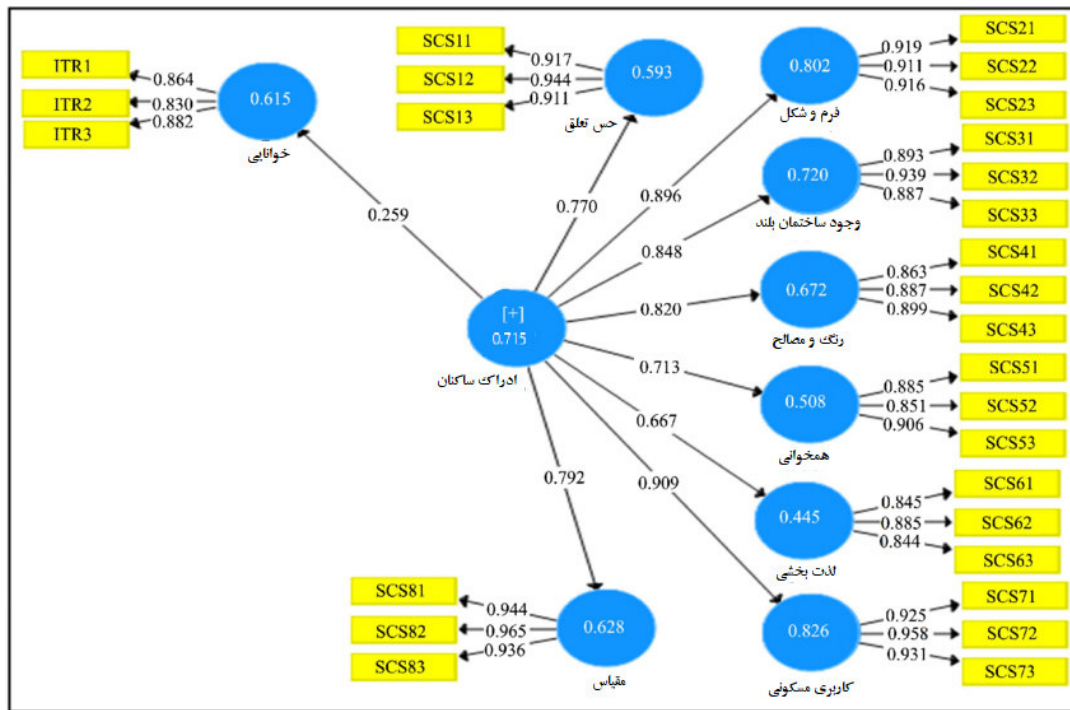 ITR1
ITR2
ITR3
0.864
0.830
0.882
0.615
خوانایی
SCS11
SCS12
SCS13
0.917
0.944
0.911
0.593
حس تعلق
0.802
فرم و شکل
0.919
0.911
0.916
SCS21
SCS22
SCS23
0.720
وجود ساختمان بلند
0.893
0.939
0.887
SCS31
SCS32
SCS33
0.259
0.770
0.896
0.848
0.820
0.713
0.667
0.909
0.792
[+]
0.715
ادراک ساکنان
0.672
رنگ و مصالح
0.863
0.887
0.899
SCS41
SCS42
SCS43
0.508
همخوانی
0.885
0.851
0.906
SCS51
SCS52
SCS53
0.445
لذت بخشی
0.845
0.885
0.844
SCS61
SCS62
SCS63
SCS81
SCS82
SCS83
0.944
0.965
0.936
0.628
مقیاس
0.826
کاربری مسکونی
0.925
0.958
0.931
SCS71
SCS72
SCS73